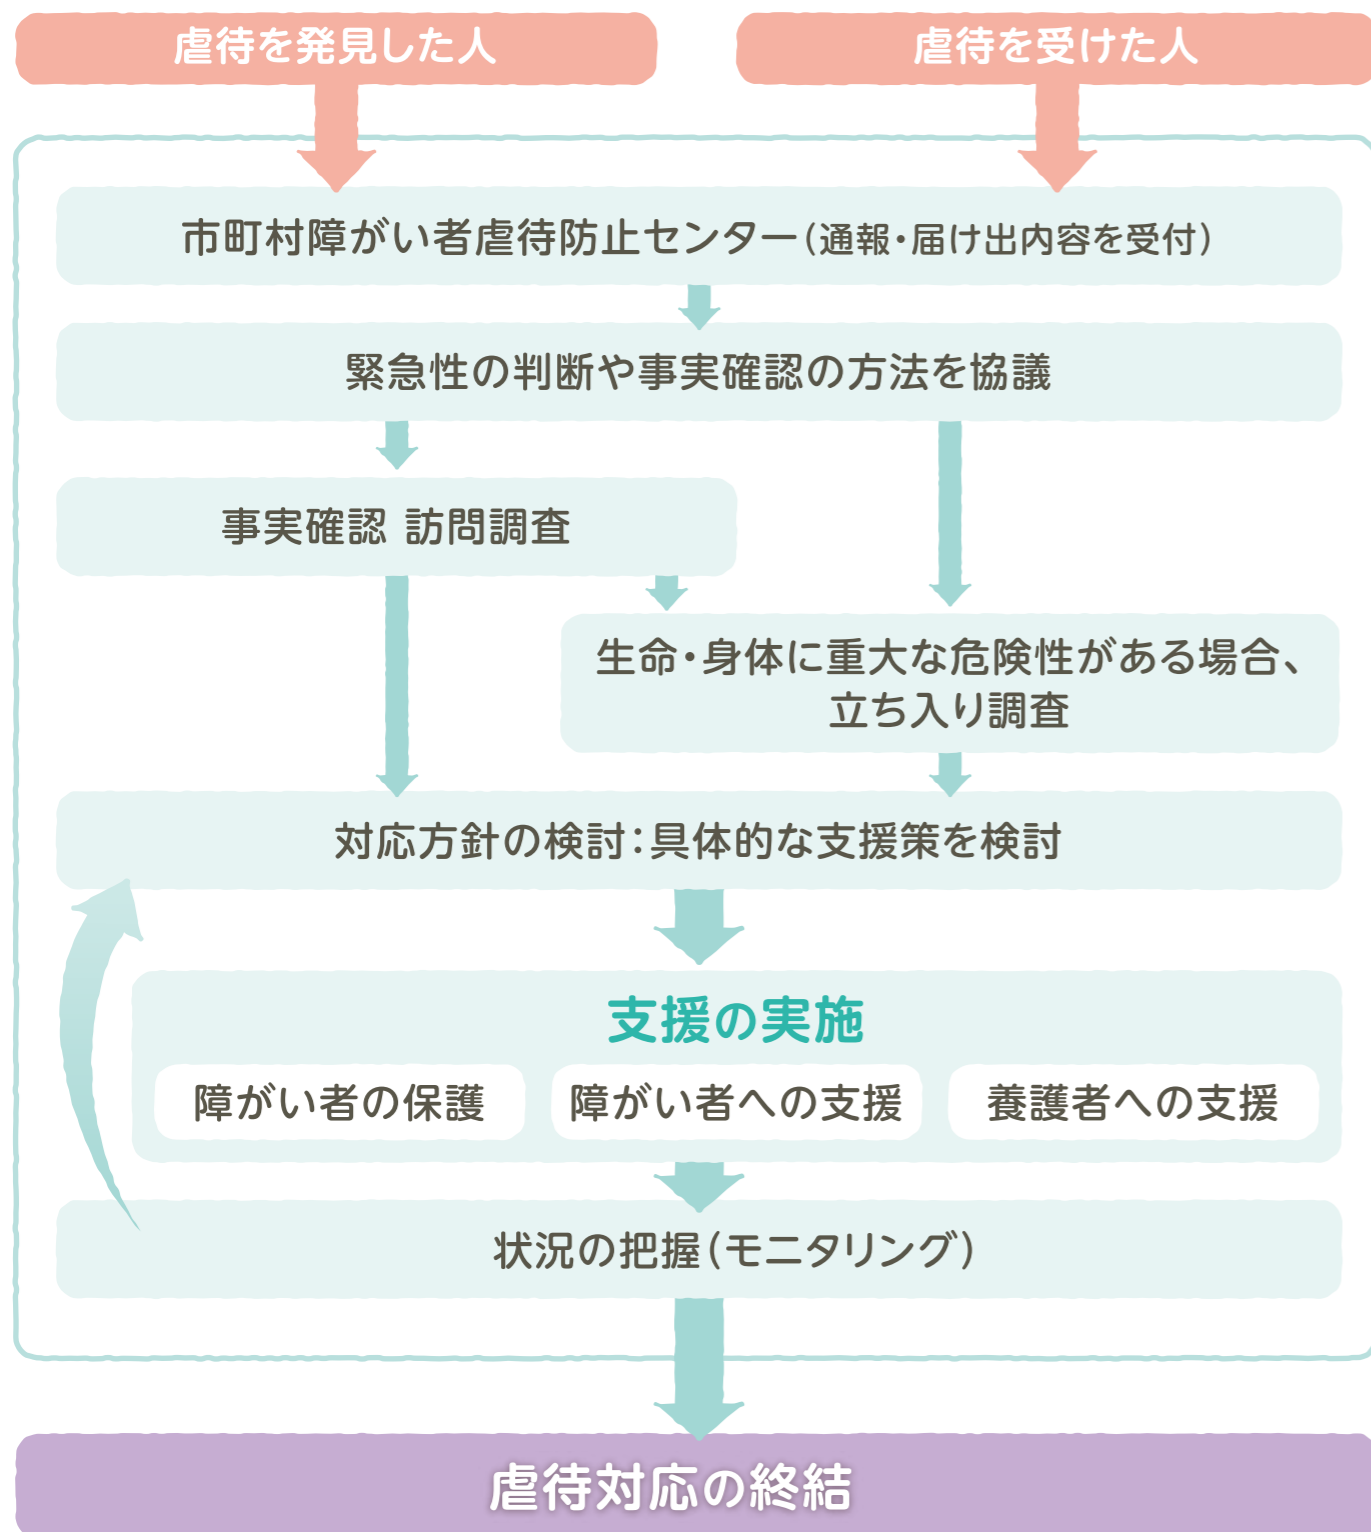 虐待を発見した人
虐待を受けた人
市町村障がい者虐待防止センター(通報・届け出内容を受付)
緊急性の判断や事実確認の方法を協議
事実確認 訪問調査
生命・身体に重大な危険性がある場合、
立ち入り調査
対応方針の検討:具体的な支援策を検討
支援の実施
障がい者の保護
障がい者への支援
養護者への支援
状況の把握(モニタリング)
虐待対応の終結